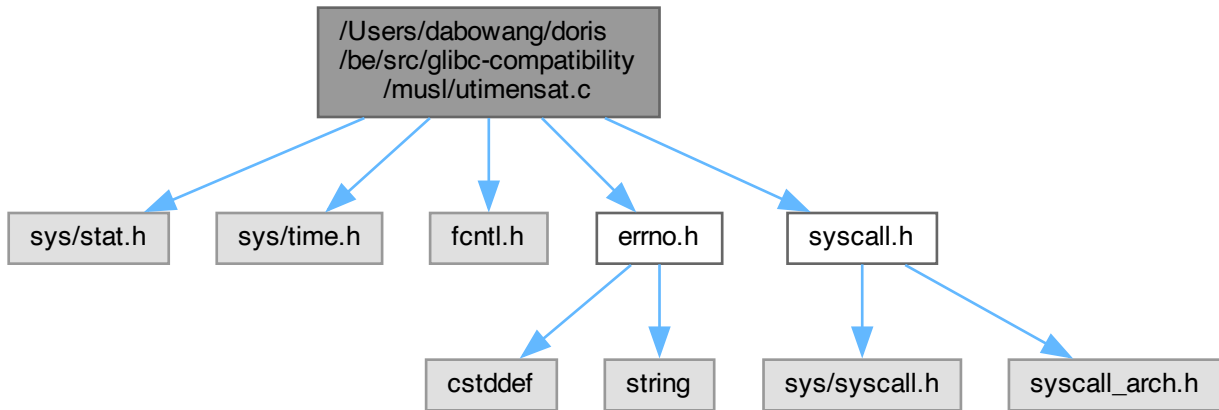 /Users/dabowang/doris
/be/src/glibc-compatibility
/musl/utimensat.c
sys/stat.h
sys/time.h
fcntl.h
errno.h
syscall.h
cstddef
string
sys/syscall.h
syscall_arch.h